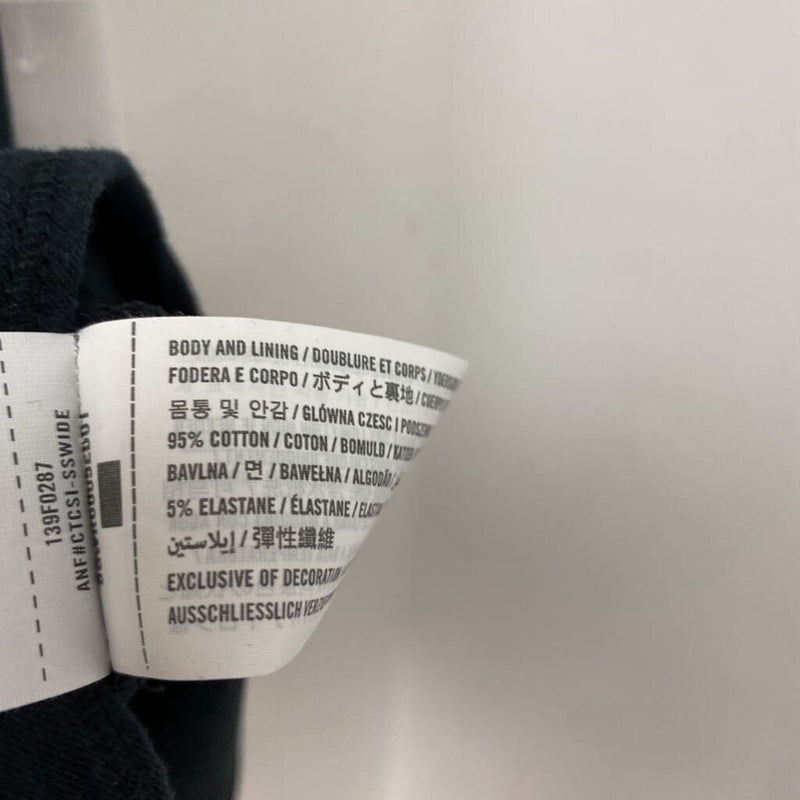 BODY AND LINING / DOUBLURE ET CORPS /
FODERA E CORPO / ボディと裏地 /
몸통 및 안감 / GLÓWNA CZESC I
95% COTTON / COTON / BOMULD /
BAVLNA / 면 / BAWEŁNA / ALGODÃO /
5% ELASTANE / ÉLASTANE /
إيلاستين / 彈性纖維
EXCLUSIVE OF DECORATION
AUSSCHLIESSLICH
139F0287
ANF#CTCSI-SSWIDE